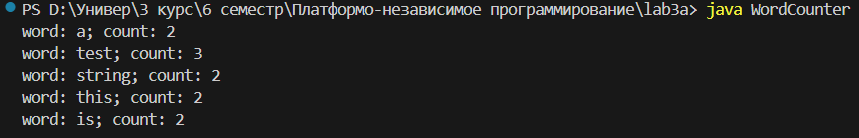 PS D:\Универ\3 курс\6 семестр\Платформо-независимое программирование\lab3a> java WordCounter
word: a; count: 2
word: test; count: 3
word: string; count: 2
word: this; count: 2
word: is; count: 2